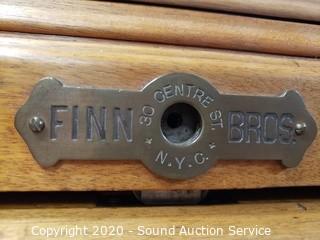 FINN BROS.
30 CENTRE ST.
* N.Y.C. *
Copyright © 2020 - Sound Auction Service